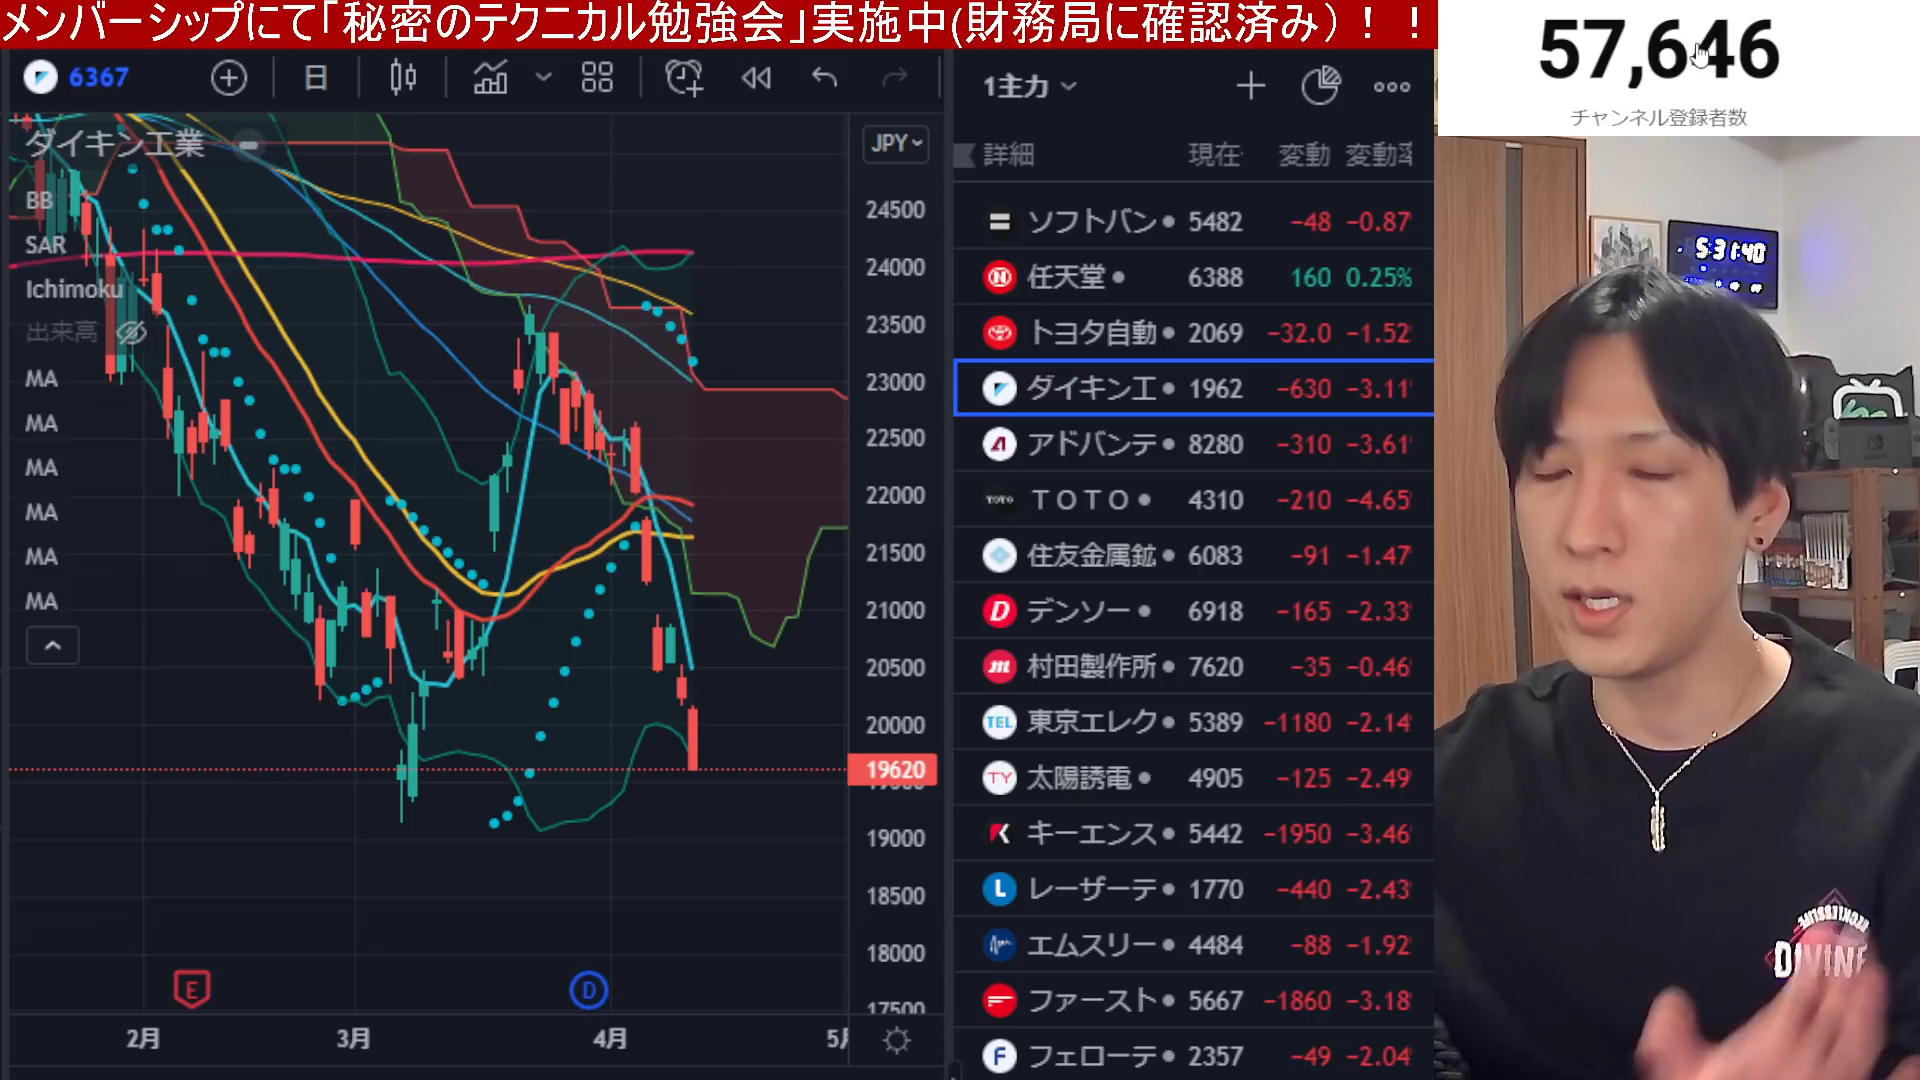 メンバーシップにて「秘密のテクニカル勉強会」実施中(財務局に確認済み)！！
57,646
チャンネル登録者数
6367
日
1主力
ダイキン工業
JPY
詳細 現在 変動 変動率
BB
SAR
Ichimoku
出来高
MA
MA
MA
MA
MA
MA
24500
24000
23500
23000
22500
22000
21500
21000
20500
20000
19620
19000
18500
18000
17500
E
D
2月 3月 4月 5月
ソフトバン 5482 −48 −0.87
任天堂 6388 160 0.25%
トヨタ自動 2069 −32.0 −1.52
ダイキン工 1962 −630 −3.11
アドバンテ 8280 −310 −3.61
TOTO ＴＯＴＯ 4310 −210 −4.65
住友金属鉱 6083 −91 −1.47
D デンソー 6918 −165 −2.33
m 村田製作所 7620 −35 −0.46
TEL 東京エレク 5389 −1180 −2.14
TY 太陽誘電 4905 −125 −2.49
K キーエンス 5442 −1950 −3.46
L レーザーテ 1770 −440 −2.43
エムスリー 4484 −88 −1.92
ファースト 5667 −1860 −3.18
F フェローテ 2357 −49 −2.04
5:31:40
DIVINE